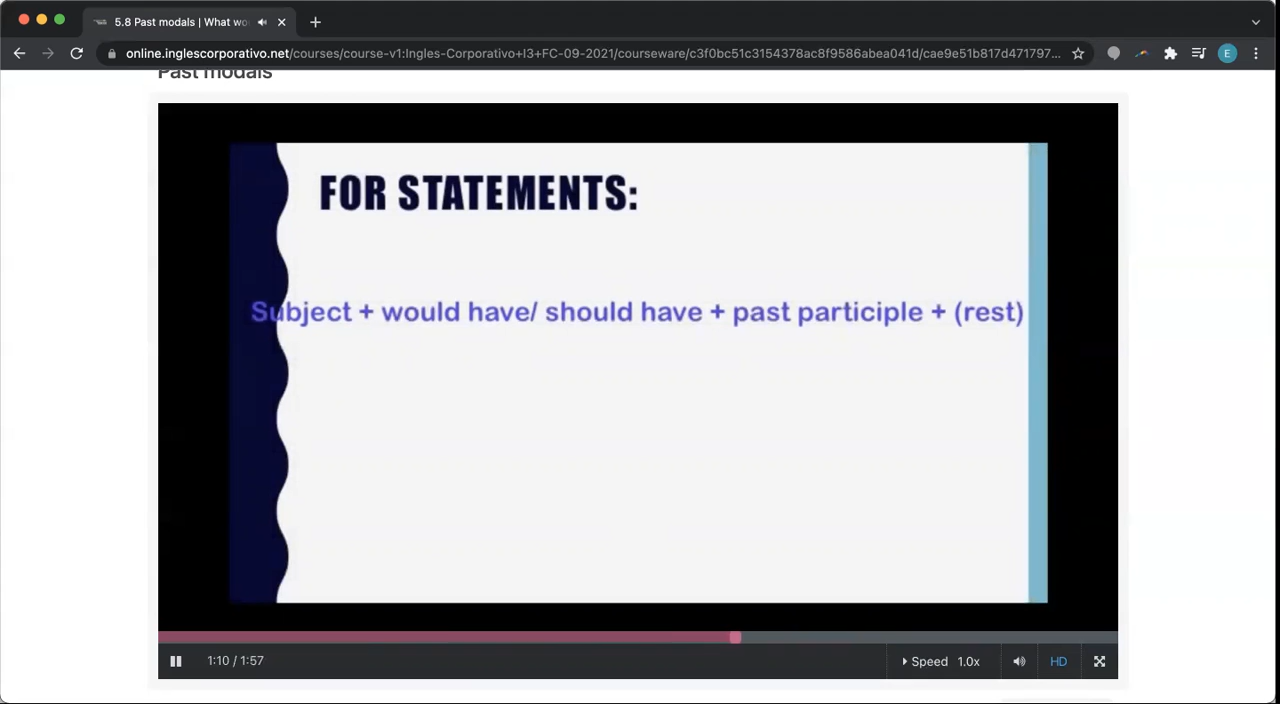 5.8 Past modals | What wo
online.inglescorporativo.net/courses/course-v1:Ingles-Corporativo+I3+FC-09-2021/courseware/c3f0bc51c3154378ac8f9586abea041d/cae9e51b817d471797...
E
Past modals
FOR STATEMENTS:
Subject + would have/ should have + past participle + (rest)
1:10 / 1:57
Speed 1.0x
HD